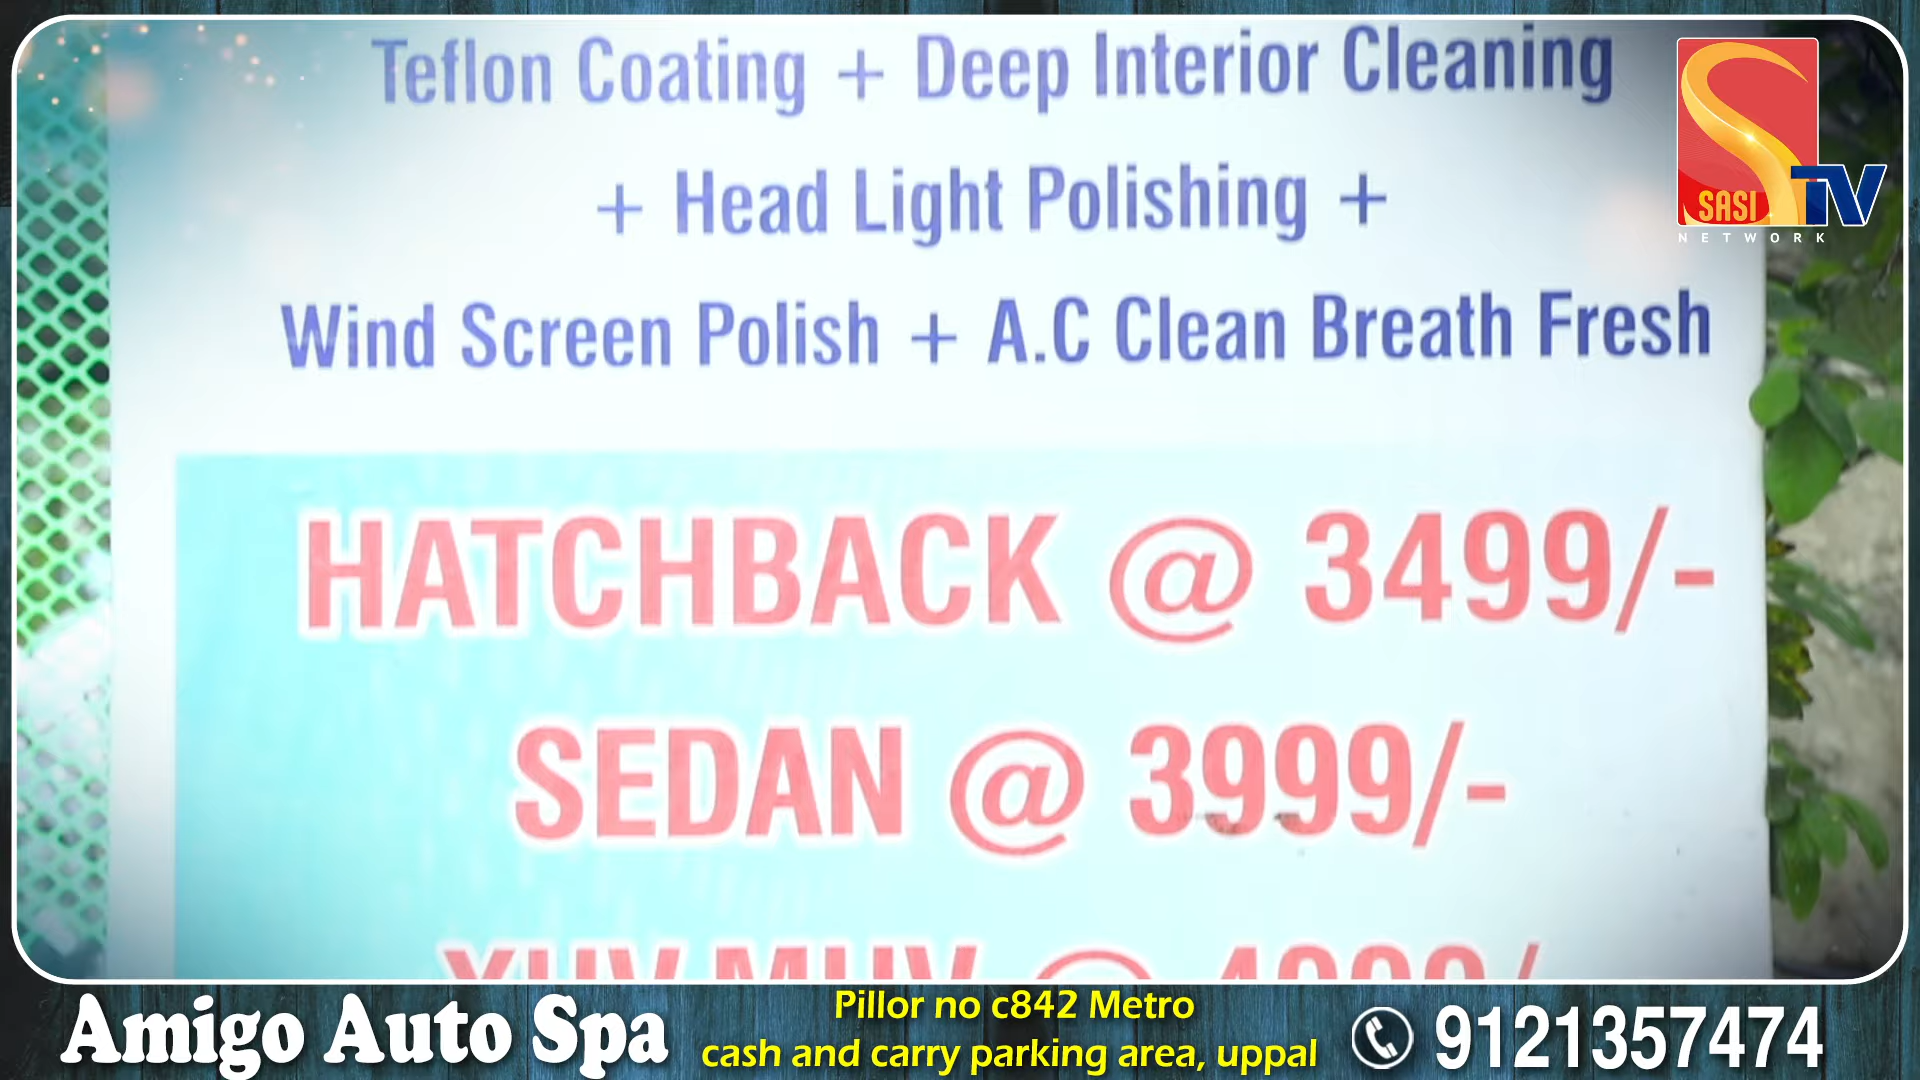 Teflon Coating + Deep Interior Cleaning
+ Head Light Polishing +
Wind Screen Polish + A.C Clean Breath Fresh
HATCHBACK @ 3499/-
SEDAN @ 3999/-
SASI TV
NETWORK
Amigo Auto Spa
Pillor no c842 Metro
cash and carry parking area, uppal
9121357474